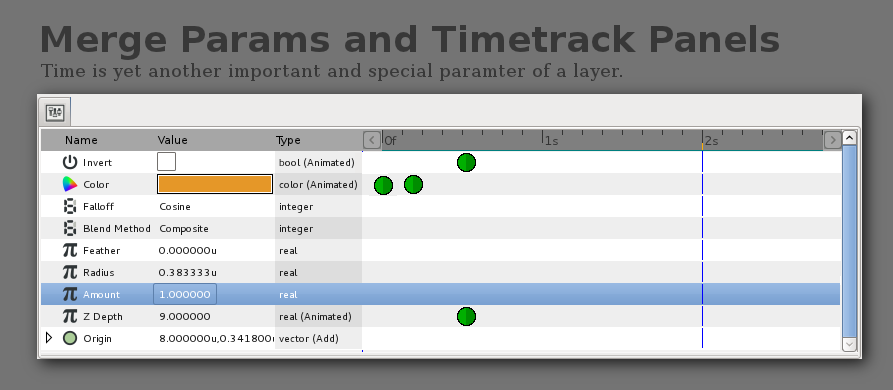 Merge Params and Timetrack Panels
Time is yet another important and special paramter of a layer.
Name Value Type 0f 1s 2s
Invert bool (Animated)
Color color (Animated)
Falloff Cosine integer
Blend Method Composite integer
π Feather 0.000000u real
π Radius 0.383333u real
π Amount 1.000000 real
π Z Depth 9.000000 real (Animated)
Origin 8.000000u,0.341800u vector (Add)